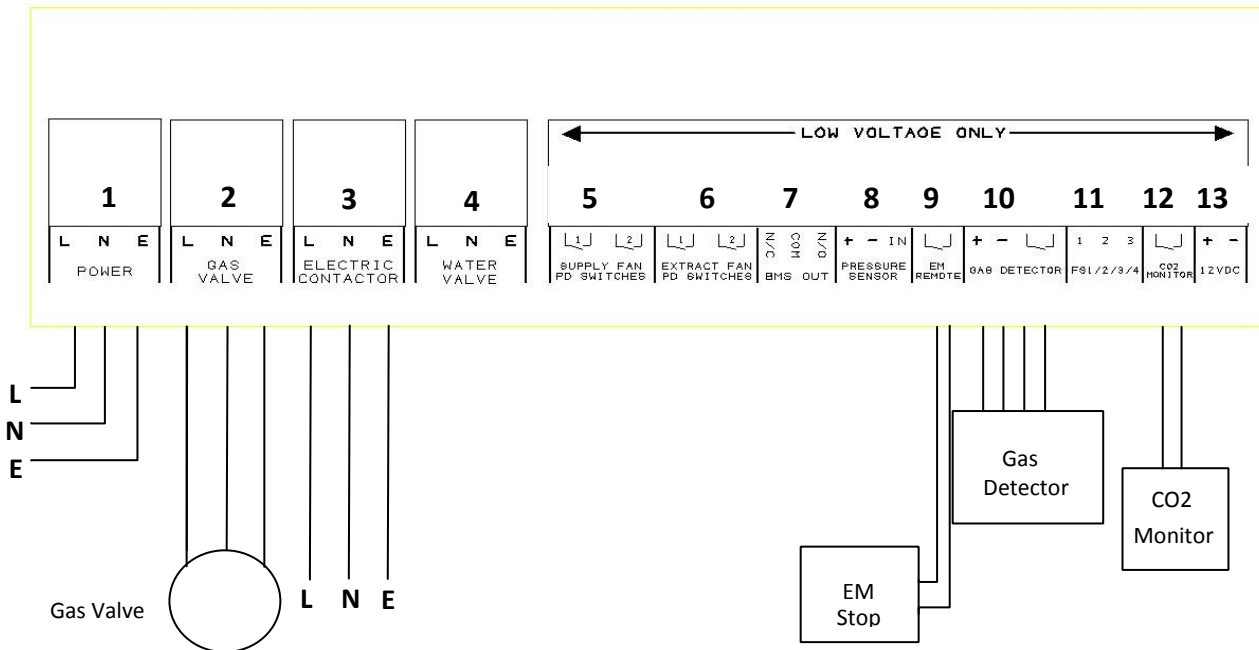 LOW VOLTAGE ONLY
1 2 3 4 5 6 7 8 9 10 11 12 13
L N E L N E L N E L N E 1 2 1 2 N/C COM N/O + - IN + - 1 2 3 + -
POWER
GAS VALVE
ELECTRIC CONTACTOR
WATER VALVE
SUPPLY FAN
PD SWITCHES
EXTRACT FAN
PD SWITCHES
BMS OUT
PRESSURE
SENSOR
EM
REMOTE
GAS DETECTOR
FS1/2/3/4
CO2
MONITOR
12VDC
L
N
E
Gas Valve
L N E
EM
Stop
Gas
Detector
CO2
Monitor